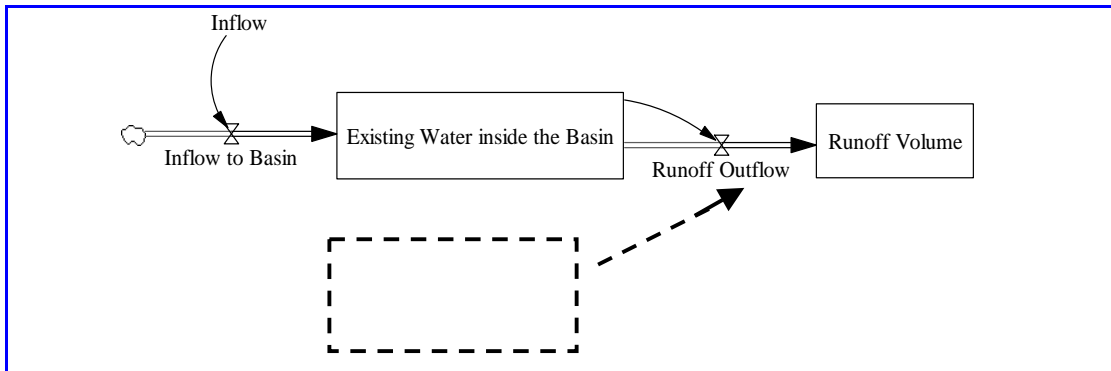 Inflow
Existing Water inside the Basin
Runoff Volume
Inflow to Basin
Runoff Outflow